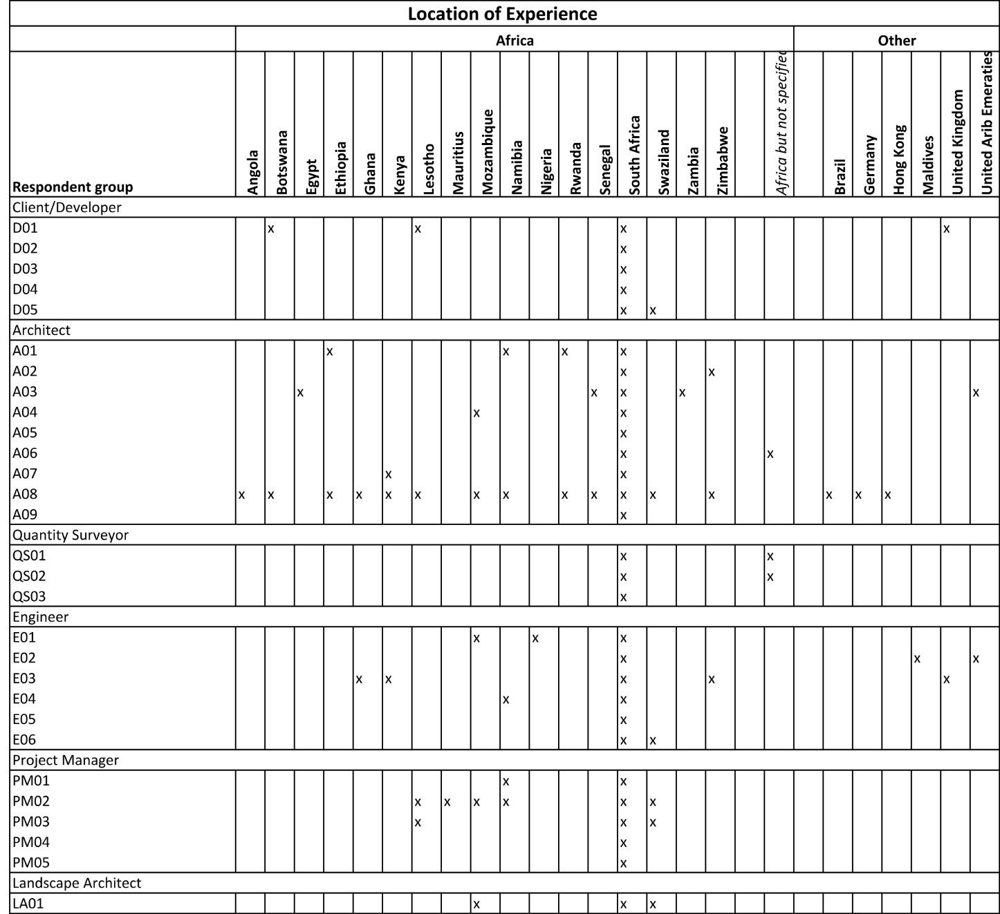 Location of Experience
Africa Other
Respondent group Angola Botswana Egypt Ethiopia Ghana Kenya Lesotho Mauritius Mozambique Namibia Nigeria Rwanda Senegal South Africa Swaziland Zambia Zimbabwe Africa but not specified Brazil Germany Hong Kong Maldives United Kingdom United Arib Emeraties
Client/Developer
D01 x x x x
D02 x
D03 x
D04 x
D05 x x
Architect
A01 x x x x
A02 x x
A03 x x x x x
A04 x x
A05 x
A06 x x
A07 x x
A08 x x x x x x x x x x x x x x x x
A09 x
Quantity Surveyor
QS01 x x
QS02 x x
QS03 x
Engineer
E01 x x x
E02 x x x
E03 x x x x x
E04 x x
E05 x
E06 x x
Project Manager
PM01 x x
PM02 x x x x x x
PM03 x x x
PM04 x
PM05 x
Landscape Architect
LA01 x x x